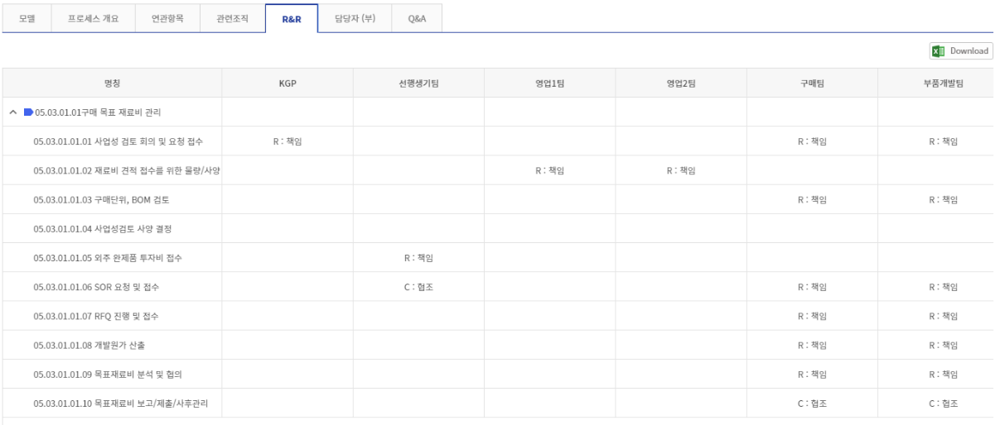 모델 프로세스 개요 연관항목 관련조직 R&R 담당자 (부) Q&A
Download
명칭 KGP 선행생기팀 영업1팀 영업2팀 구매팀 부품개발팀
05.03.01.01구매 목표 재료비 관리
05.03.01.01.01 사업성 검토 회의 및 요청 접수 R : 책임 R : 책임 R : 책임
05.03.01.01.02 재료비 견적 접수를 위한 물량/사양 R : 책임 R : 책임
05.03.01.01.03 구매단위, BOM 검토 R : 책임 R : 책임
05.03.01.01.04 사업성검토 사양 결정
05.03.01.01.05 외주 완제품 투자비 접수 R : 책임
05.03.01.01.06 SOR 요청 및 접수 C : 협조 R : 책임 R : 책임
05.03.01.01.07 RFQ 진행 및 접수 R : 책임 R : 책임
05.03.01.01.08 개발원가 산출 R : 책임 R : 책임
05.03.01.01.09 목표재료비 분석 및 협의 R : 책임 R : 책임
05.03.01.01.10 목표재료비 보고/제출/사후관리 C : 협조 C : 협조